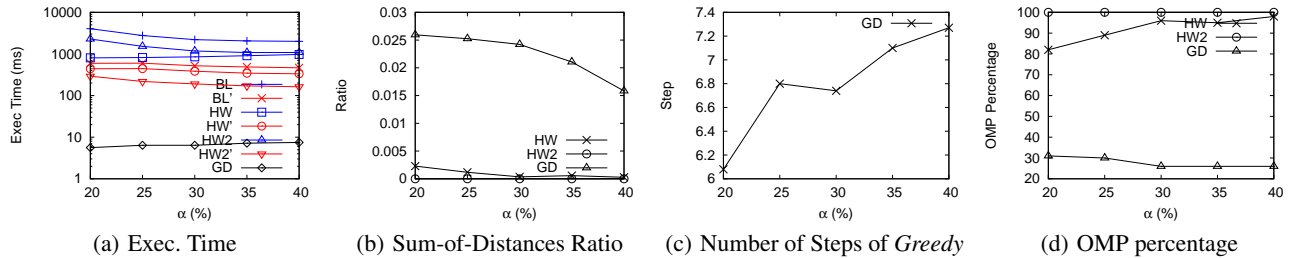 10000
1000
100
10
1
Exec Time (ms)
BL
BL'
HW
HW'
HW2
HW2'
GD
20 25 30 35 40
α (%)
(a) Exec. Time
0.03
0.025
0.02
0.015
0.01
0.005
0
Ratio
HW
HW2
GD
20 25 30 35 40
α (%)
(b) Sum-of-Distances Ratio
7.4
7.2
7
6.8
6.6
6.4
6.2
6
Step
GD
20 25 30 35 40
α (%)
(c) Number of Steps of Greedy
100
90
80
70
60
50
40
30
20
OMP Percentage
HW
HW2
GD
20 25 30 35 40
α (%)
(d) OMP percentage